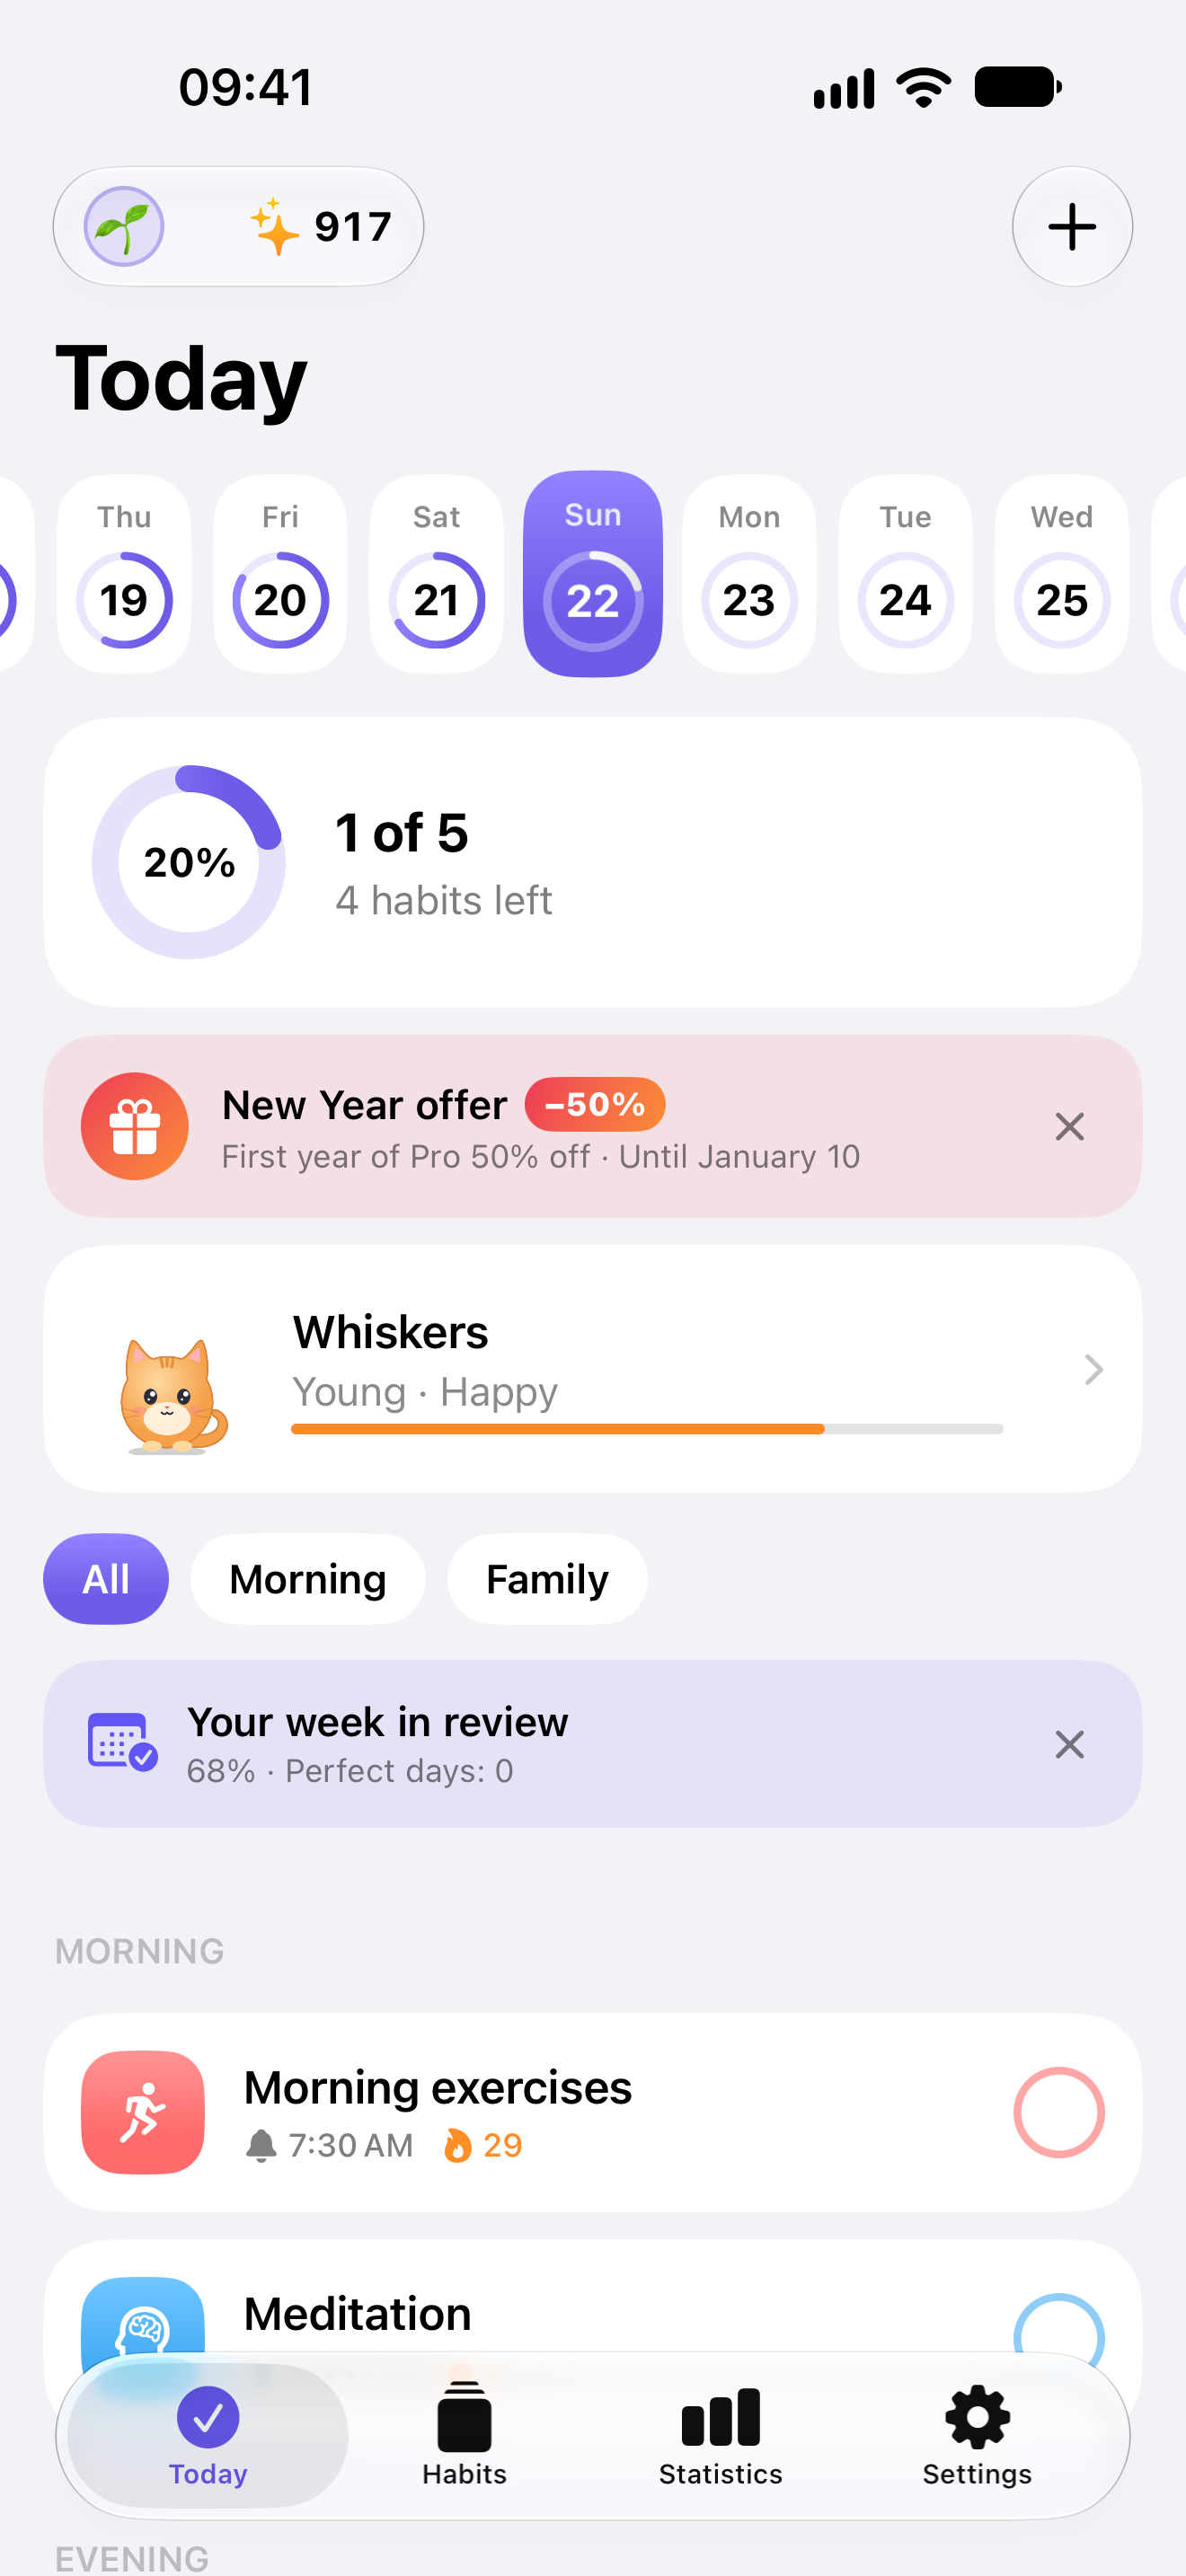 09:41
917
Today
Thu Fri Sat Sun Mon Tue Wed
19 20 21 22 23 24 25
20%
1 of 5
4 habits left
New Year offer −50%
First year of Pro 50% off · Until January 10
Whiskers
Young · Happy
All Morning Family
Your week in review
68% · Perfect days: 0
MORNING
Morning exercises
7:30 AM 29
Meditation
Today Habits Statistics Settings
EVENING